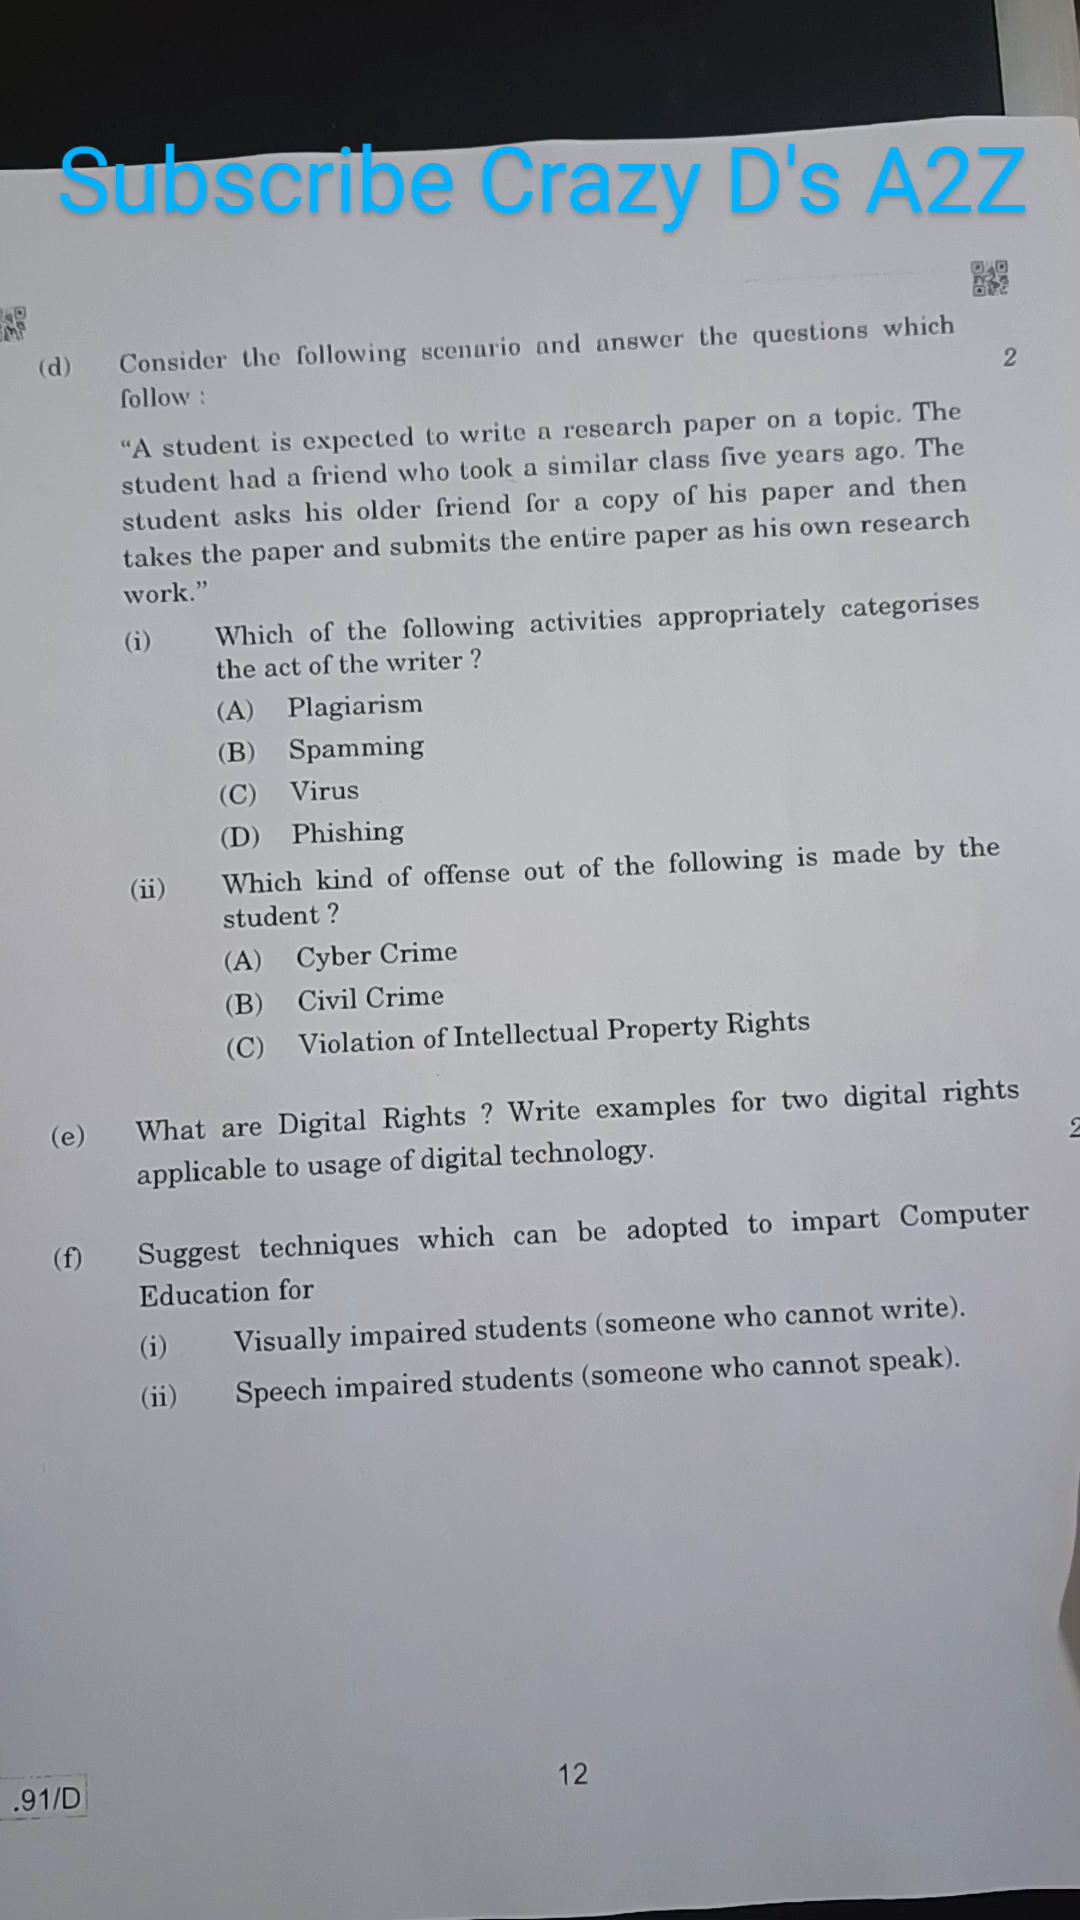 Subscribe Crazy D's A2Z
(d) Consider the following scenario and answer the questions which
follow : 2
“A student is expected to write a research paper on a topic. The
student had a friend who took a similar class five years ago. The
student asks his older friend for a copy of his paper and then
takes the paper and submits the entire paper as his own research
work.”
(i) Which of the following activities appropriately categorises
the act of the writer ?
(A) Plagiarism
(B) Spamming
(C) Virus
(D) Phishing
(ii) Which kind of offense out of the following is made by the
student ?
(A) Cyber Crime
(B) Civil Crime
(C) Violation of Intellectual Property Rights
(e) What are Digital Rights ? Write examples for two digital rights
applicable to usage of digital technology. 2
(f) Suggest techniques which can be adopted to impart Computer
Education for
(i) Visually impaired students (someone who cannot write).
(ii) Speech impaired students (someone who cannot speak).
.91/D 12